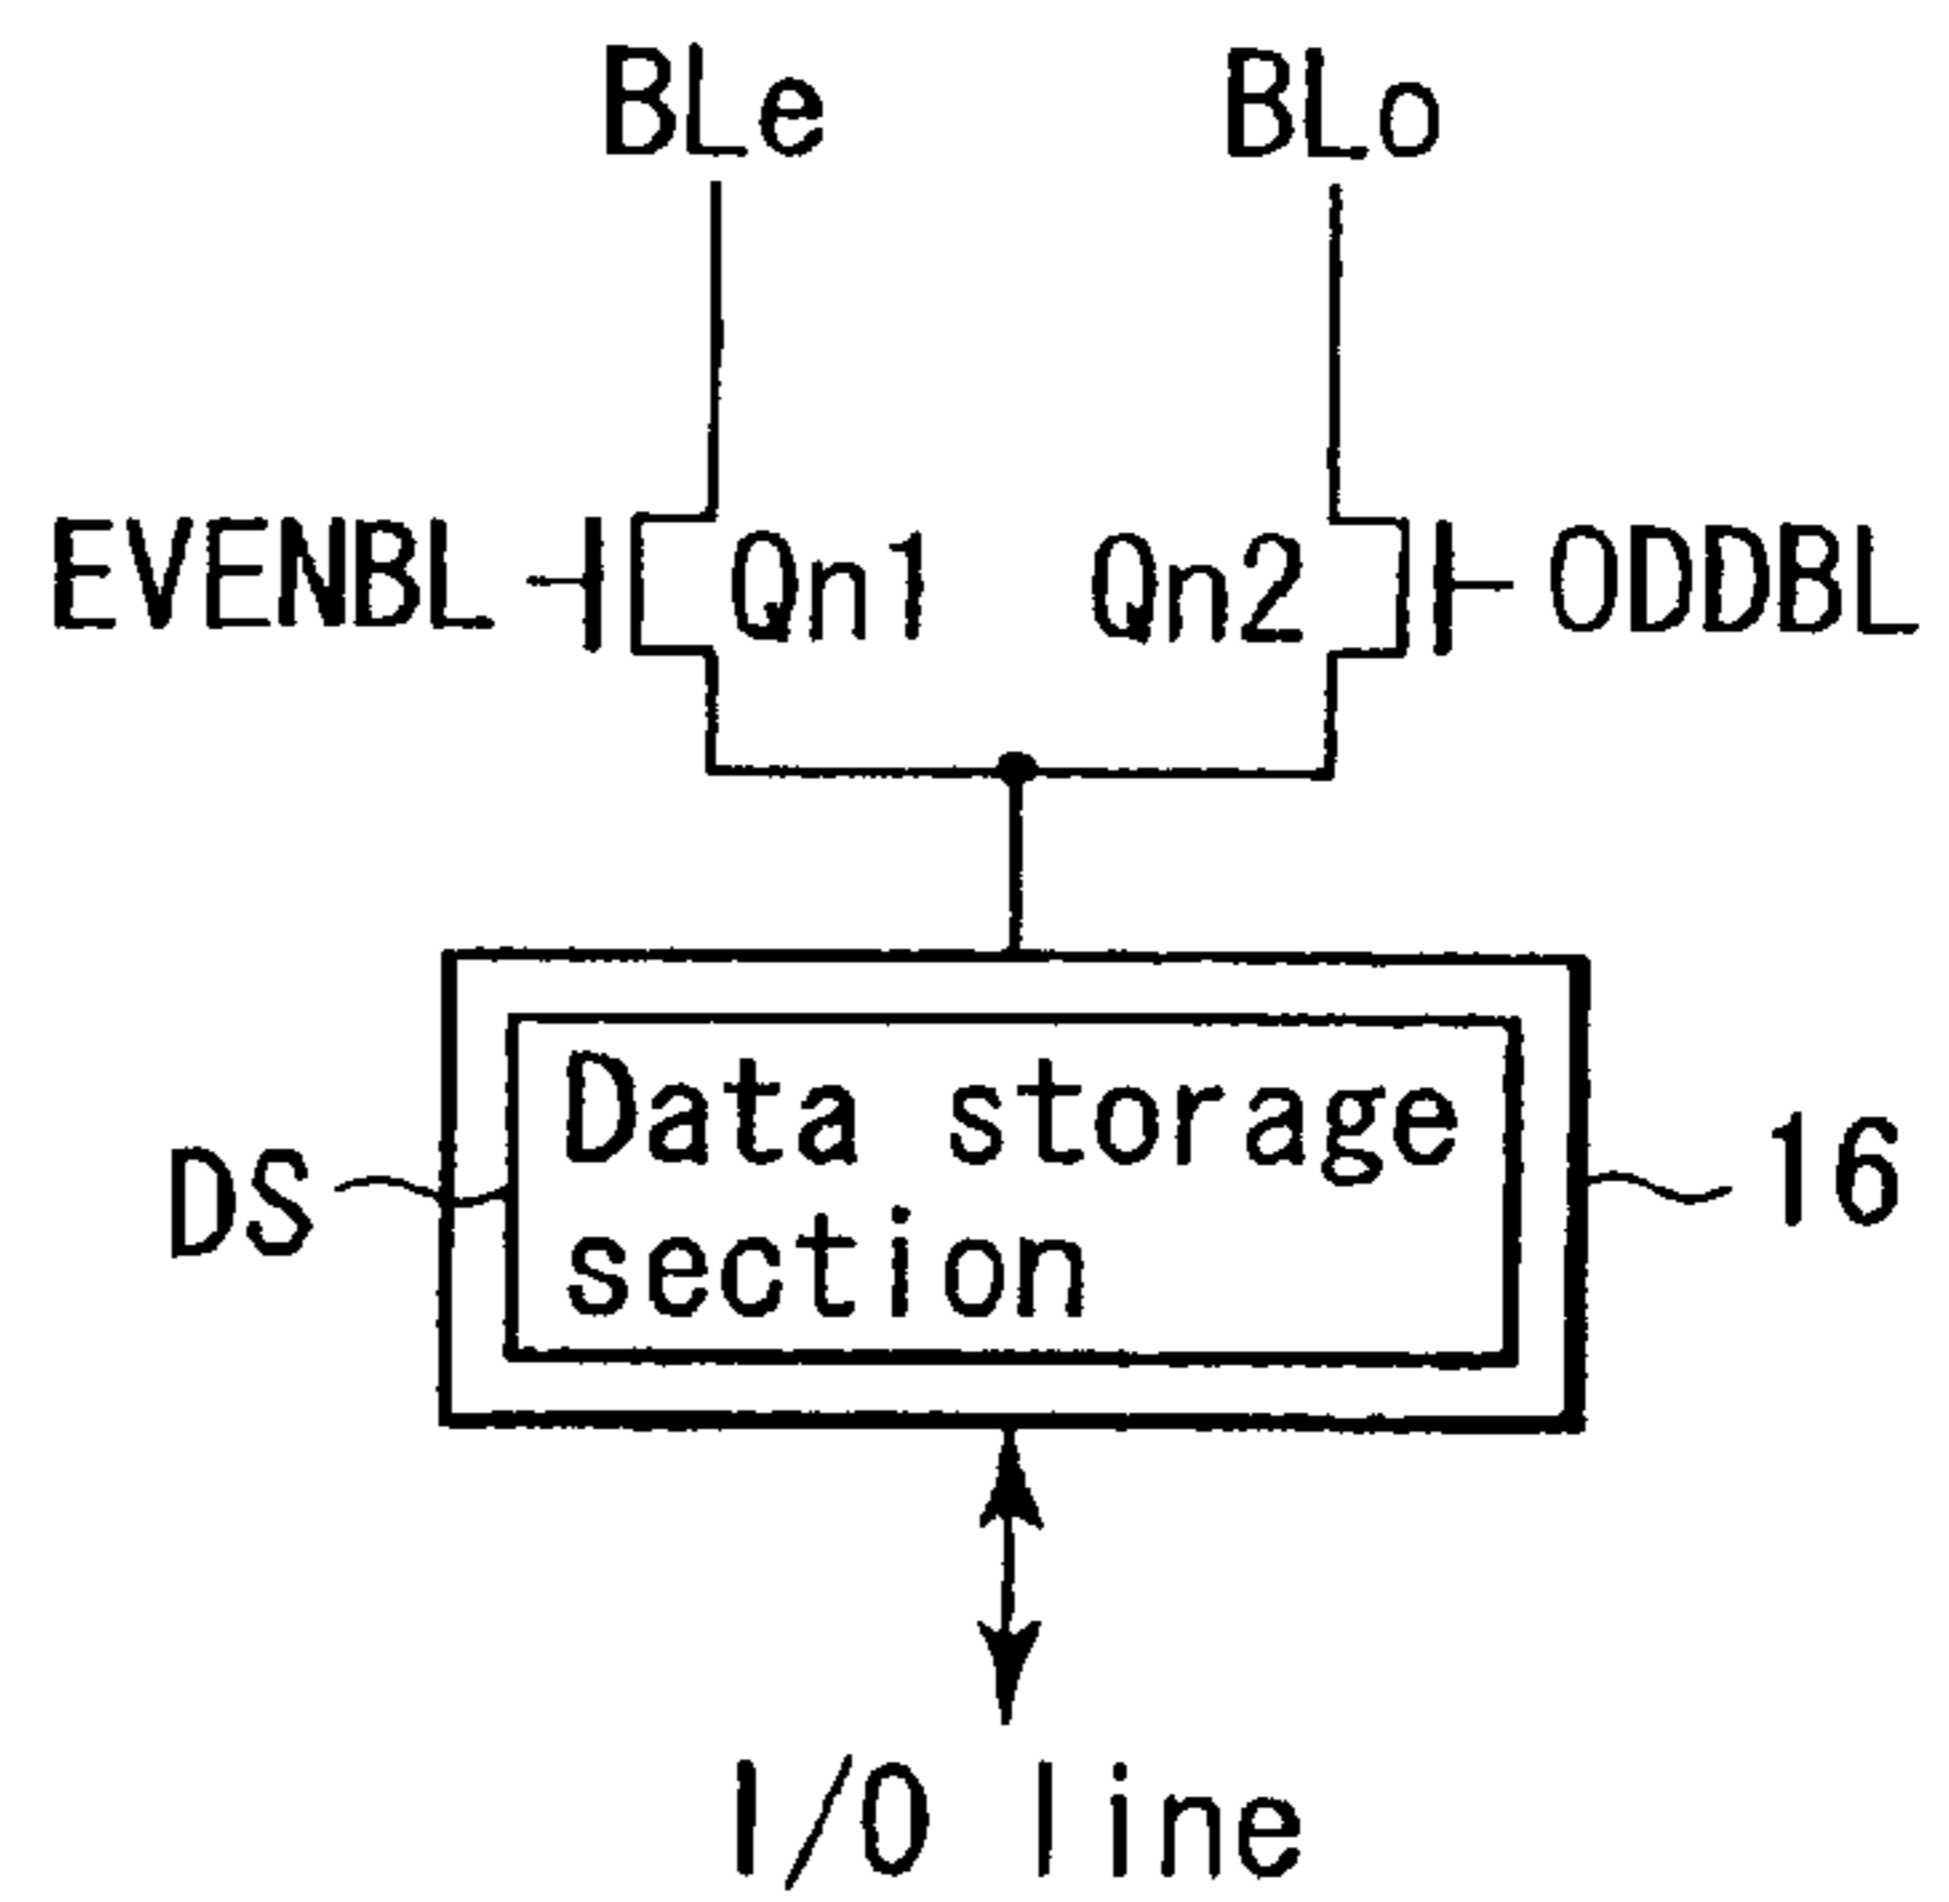 BLe BLo
EVENBL Qn1 Qn2 ODDBL
Data storage
section
DS 16
I/O line